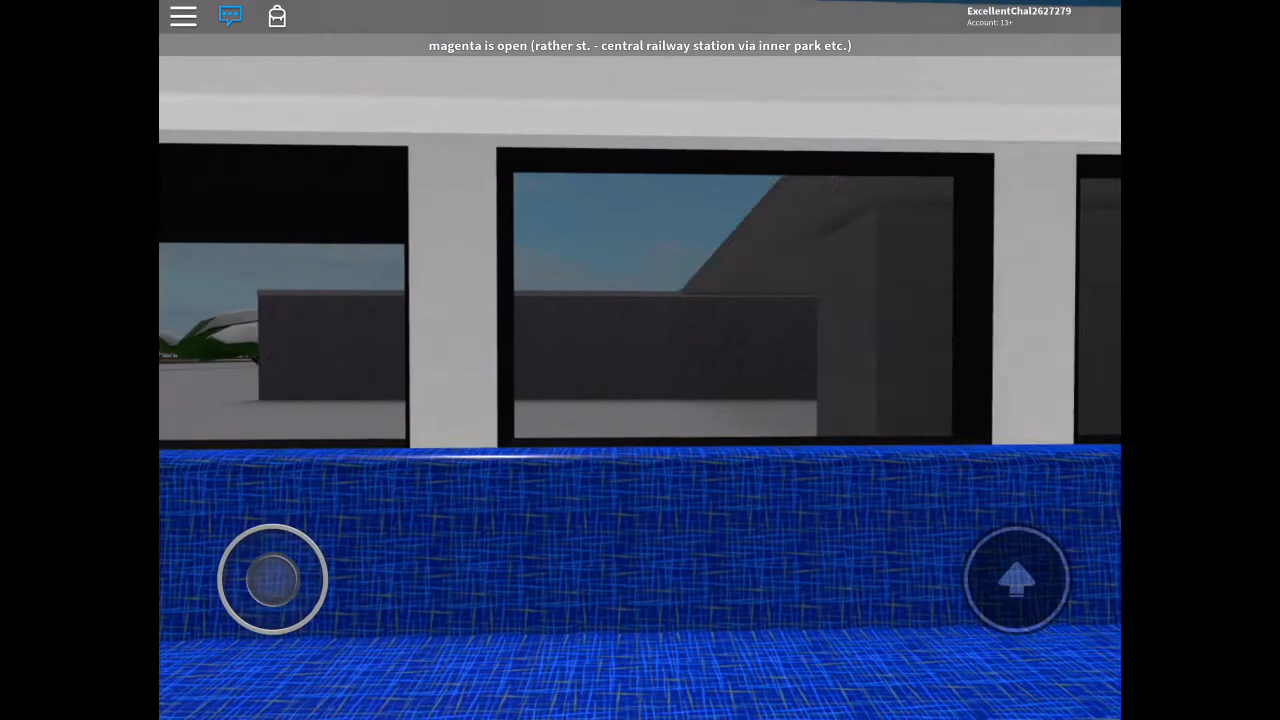 ExcellentChal2627279
Account: 13+
magenta is open (rather st. - central railway station via inner park etc.)